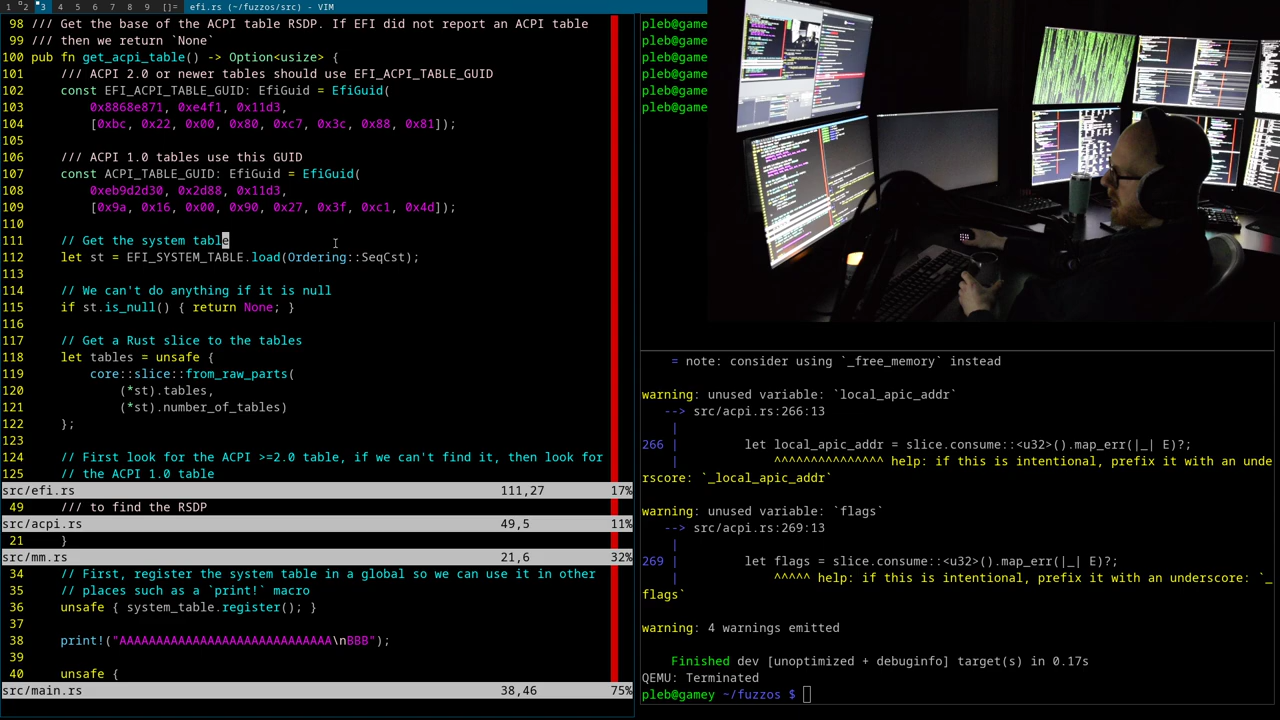 1 2 3 4 5 6 7 8 9 []= efi.rs (~/fuzzos/src) - VIM
98 /// Get the base of the ACPI table RSDP. If EFI did not report an ACPI table
99 /// then we return `None`
100 pub fn get_acpi_table() -> Option<usize> {
101     /// ACPI 2.0 or newer tables should use EFI_ACPI_TABLE_GUID
102     const EFI_ACPI_TABLE_GUID: EfiGuid = EfiGuid(
103         0x8868e871, 0xe4f1, 0x11d3,
104         [0xbc, 0x22, 0x00, 0x80, 0xc7, 0x3c, 0x88, 0x81]);
105
106     /// ACPI 1.0 tables use this GUID
107     const ACPI_TABLE_GUID: EfiGuid = EfiGuid(
108         0xeb9d2d30, 0x2d88, 0x11d3,
109         [0x9a, 0x16, 0x00, 0x90, 0x27, 0x3f, 0xc1, 0x4d]);
110
111     // Get the system table
112     let st = EFI_SYSTEM_TABLE.load(Ordering::SeqCst);
113
114     // We can't do anything if it is null
115     if st.is_null() { return None; }
116
117     // Get a Rust slice to the tables
118     let tables = unsafe {
119         core::slice::from_raw_parts(
120             (*st).tables,
121             (*st).number_of_tables)
122     };
123
124     // First look for the ACPI >=2.0 table, if we can't find it, then look for
125     // the ACPI 1.0 table
src/efi.rs 111,27 17%
49     /// to find the RSDP
src/acpi.rs 49,5 11%
21     }
src/mm.rs 21,6 32%
34     // First, register the system table in a global so we can use it in other
35     // places such as a `print!` macro
36     unsafe { system_table.register(); }
37
38     print!("AAAAAAAAAAAAAAAAAAAAAAAAAAAAA\nBBB");
39
40     unsafe {
src/main.rs 38,46 75%
pleb@game
pleb@game
pleb@game
pleb@game
pleb@game
pleb@game
= note: consider using `_free_memory` instead
warning: unused variable: `local_apic_addr`
--> src/acpi.rs:266:13
|
266 |         let local_apic_addr = slice.consume::<u32>().map_err(|_| E)?;
|             ^^^^^^^^^^^^^^^ help: if this is intentional, prefix it with an unde
rscore: `_local_apic_addr`
warning: unused variable: `flags`
--> src/acpi.rs:269:13
|
269 |         let flags = slice.consume::<u32>().map_err(|_| E)?;
|             ^^^^^ help: if this is intentional, prefix it with an underscore: `_
flags`
warning: 4 warnings emitted
Finished dev [unoptimized + debuginfo] target(s) in 0.17s
QEMU: Terminated
pleb@gamey ~/fuzzos $